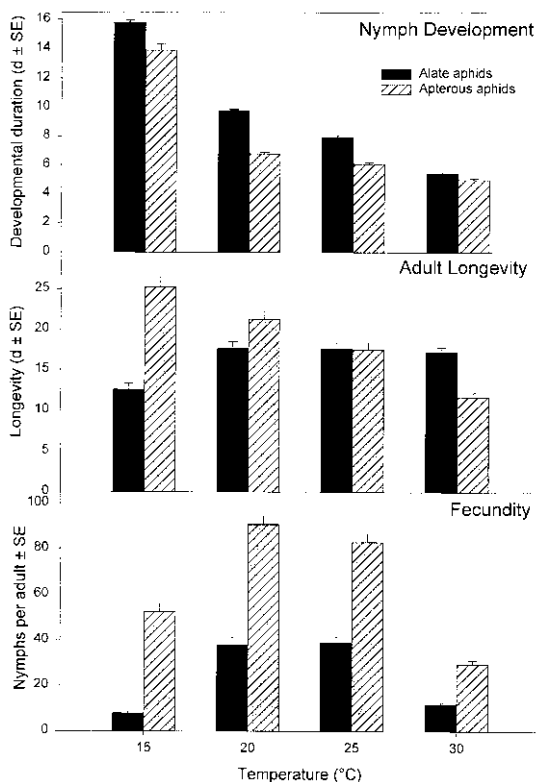 Nymph Development
Alate aphids
Apterous aphids
Developmental duration (d ± SE)
16
14
12
10
8
6
4
2
0
Adult Longevity
Longevity (d ± SE)
25
20
15
10
5
0
Fecundity
Nymphs per adult ± SE
100
80
60
40
20
0
15
20
25
30
Temperature (°C)